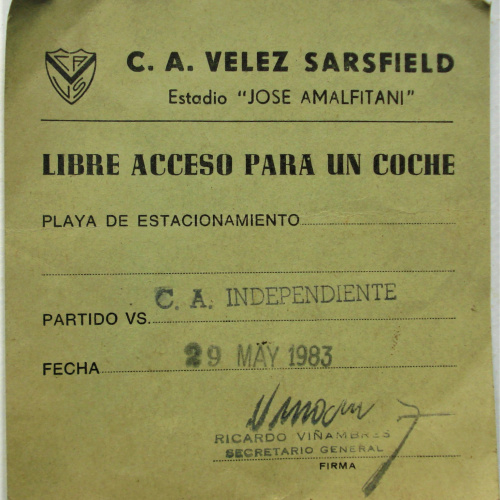 C. A. VELEZ SARSFIELD
Estadio "JOSE AMALFITANI"
LIBRE ACCESO PARA UN COCHE
PLAYA DE ESTACIONAMIENTO
PARTIDO VS. C. A. INDEPENDIENTE
FECHA 29 MAY 1983
RICARDO VIÑAMBRES
SECRETARIO GENERAL
FIRMA